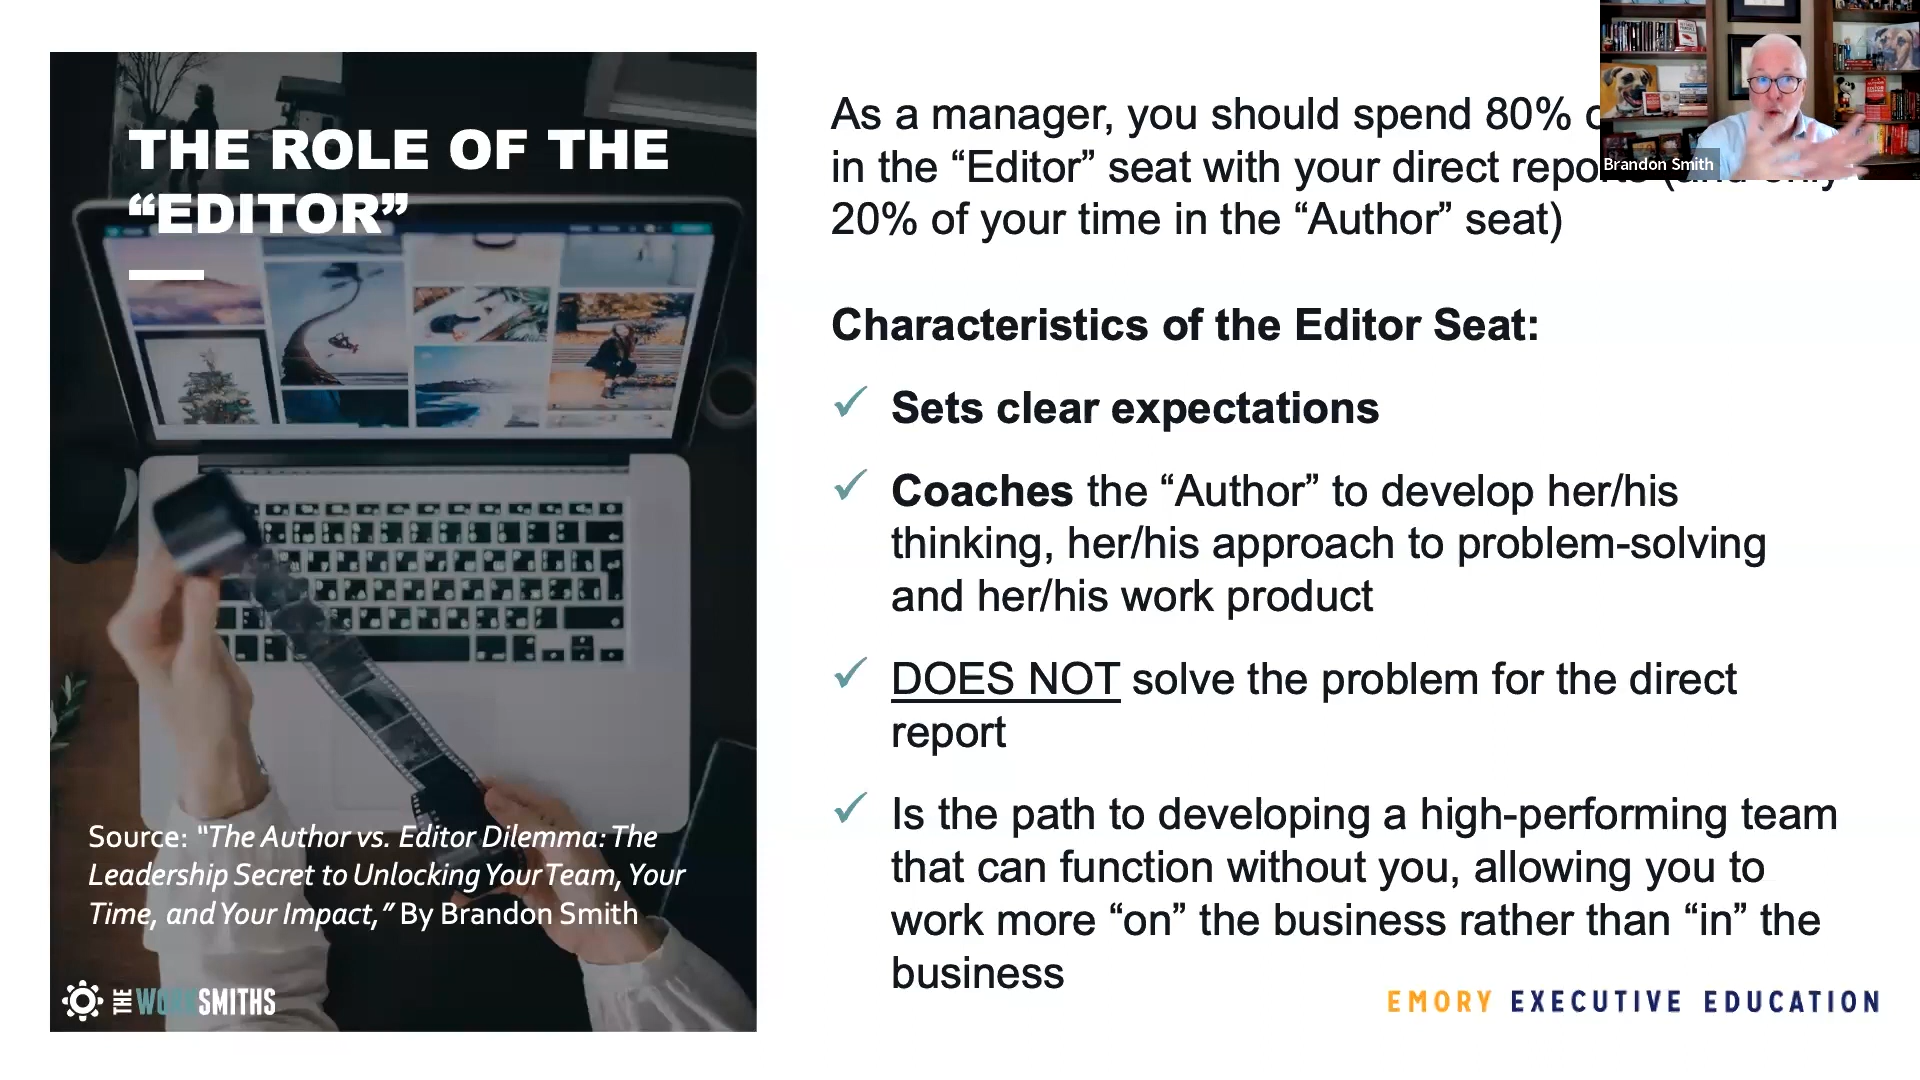 THE ROLE OF THE
“EDITOR”
Source: “The Author vs. Editor Dilemma: The
Leadership Secret to Unlocking Your Team, Your
Time, and Your Impact,” By Brandon Smith
THE WORKSMITHS
As a manager, you should spend 80%
in the “Editor” seat with your direct reports (and only
20% of your time in the “Author” seat)
Characteristics of the Editor Seat:
✓ Sets clear expectations
✓ Coaches the “Author” to develop her/his
thinking, her/his approach to problem-solving
and her/his work product
✓ DOES NOT solve the problem for the direct
report
✓ Is the path to developing a high-performing team
that can function without you, allowing you to
work more “on” the business rather than “in” the
business
EMORY EXECUTIVE EDUCATION
Brandon Smith